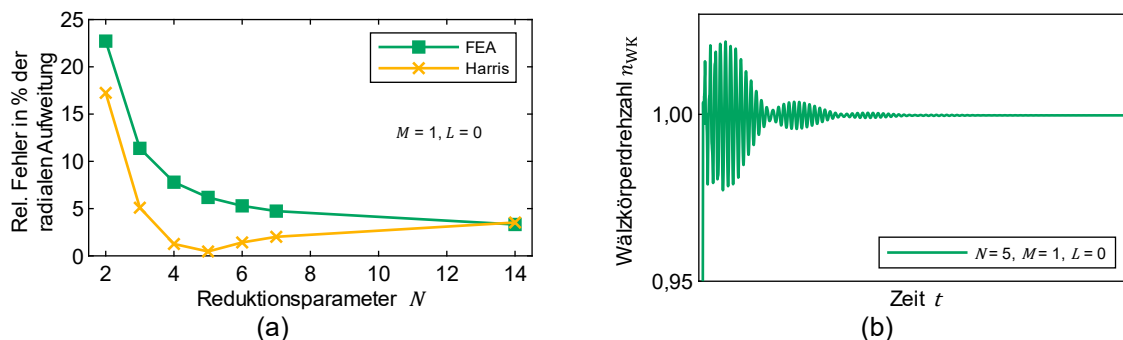 Rel. Fehler in % der
radialen Aufweitung
25
20
15
10
5
0
FEA
Harris
M = 1, L = 0
2 4 6 8 10 12 14
Reduktionsparameter N
(a)
Wälzkörperdrehzahl n_WK
1,00
0,95
N = 5, M = 1, L = 0
Zeit t
(b)